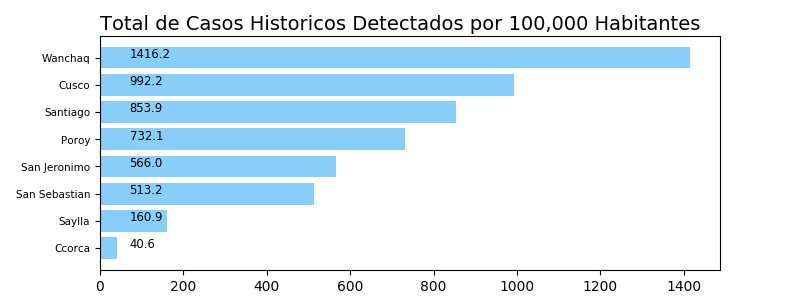 Total de Casos Historicos Detectados por 100,000 Habitantes
Wanchaq 1416.2
Cusco 992.2
Santiago 853.9
Poroy 732.1
San Jeronimo 566.0
San Sebastian 513.2
Saylla 160.9
Ccorca 40.6
0 200 400 600 800 1000 1200 1400